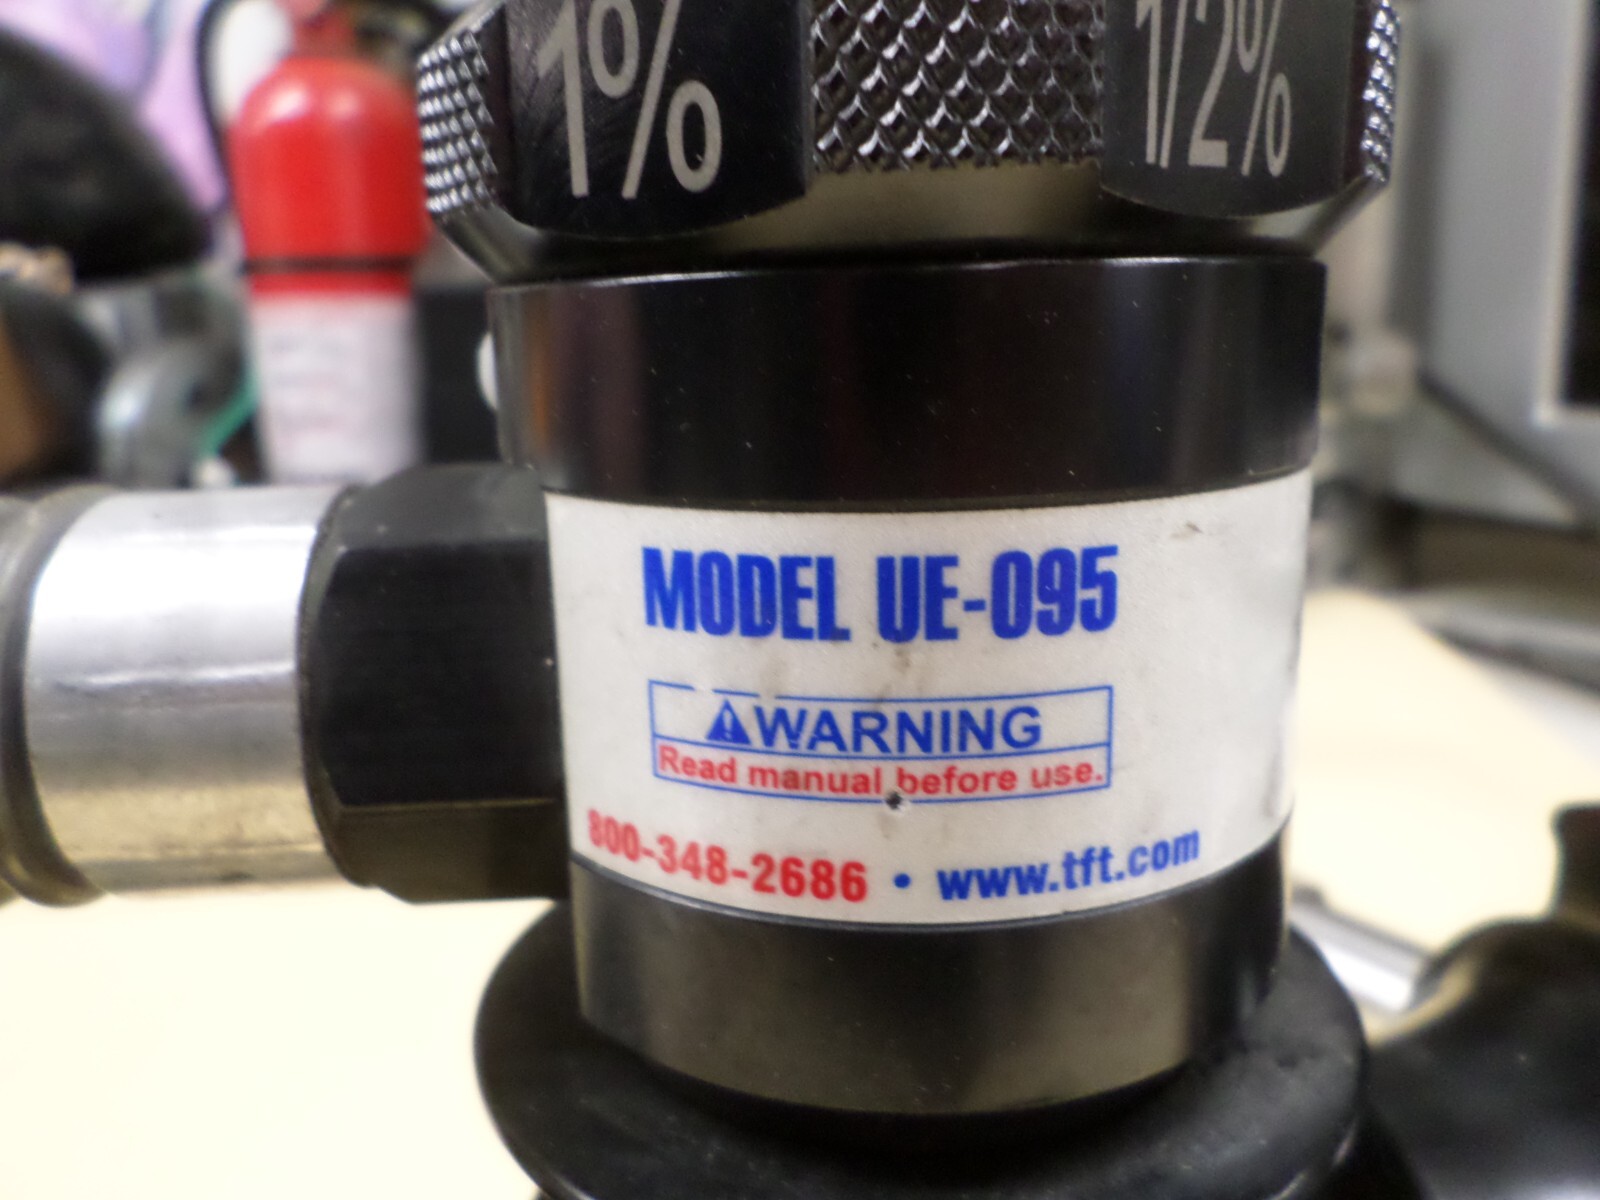 1% 1/2%
MODEL UE-095
WARNING
Read manual before use.
800-348-2686 • www.tft.com